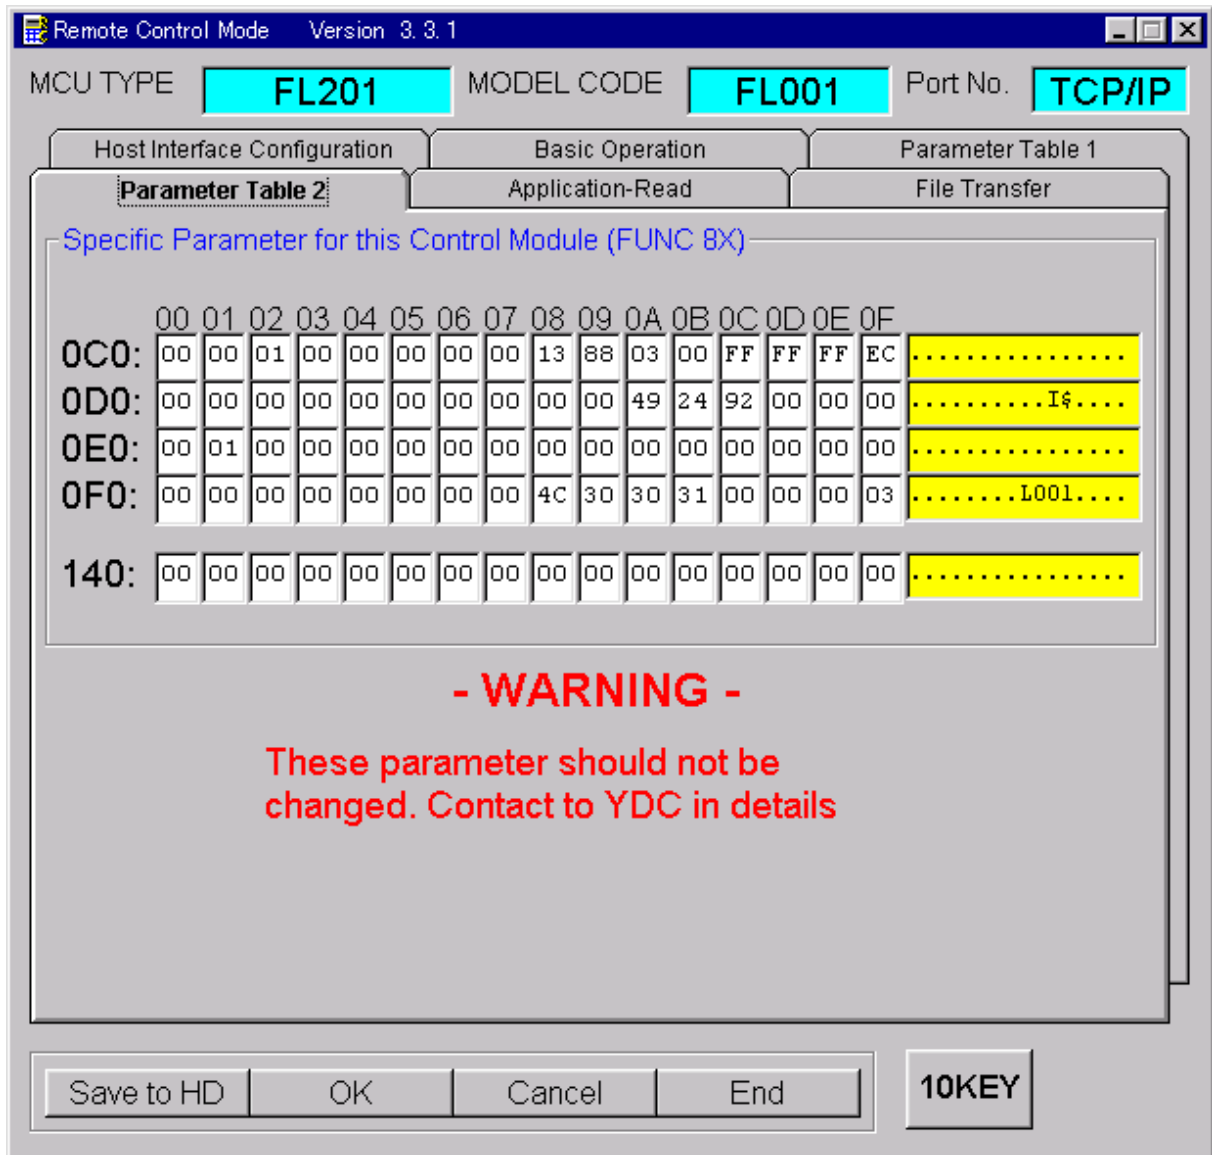 Remote Control Mode Version 3.3.1
MCU TYPE FL201 MODEL CODE FL001 Port No. TCP/IP
Host Interface Configuration Basic Operation Parameter Table 1
Parameter Table 2 Application-Read File Transfer
Specific Parameter for this Control Module (FUNC 8X)
00 01 02 03 04 05 06 07 08 09 0A 0B 0C 0D 0E 0F
0C0: 00 00 01 00 00 00 00 00 13 88 03 00 FF FF FF EC ................
0D0: 00 00 00 00 00 00 00 00 00 00 49 24 92 00 00 00 ..........I$....
0E0: 00 01 00 00 00 00 00 00 00 00 00 00 00 00 00 00 ................
0F0: 00 00 00 00 00 00 00 00 4C 30 30 31 00 00 00 03 ........L001....
140: 00 00 00 00 00 00 00 00 00 00 00 00 00 00 00 00 ................
- WARNING -
These parameter should not be
changed. Contact to YDC in details
Save to HD OK Cancel End 10KEY